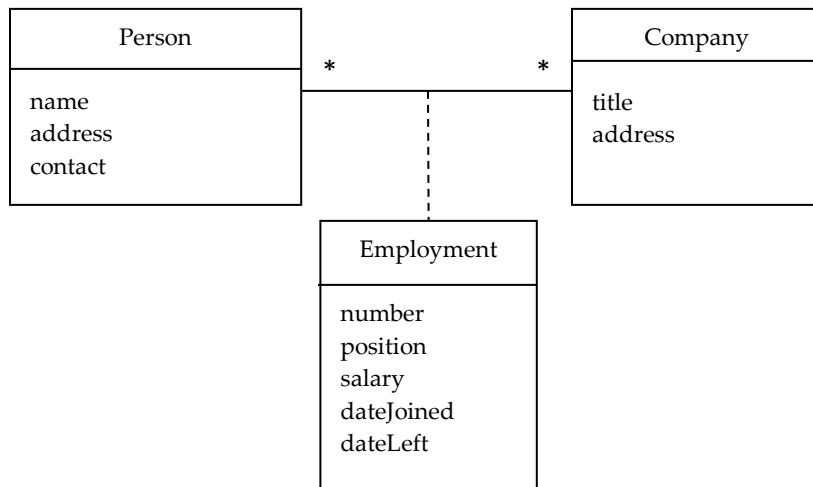 Person
name
address
contact
*
*
Company
title
address
Employment
number
position
salary
dateJoined
dateLeft